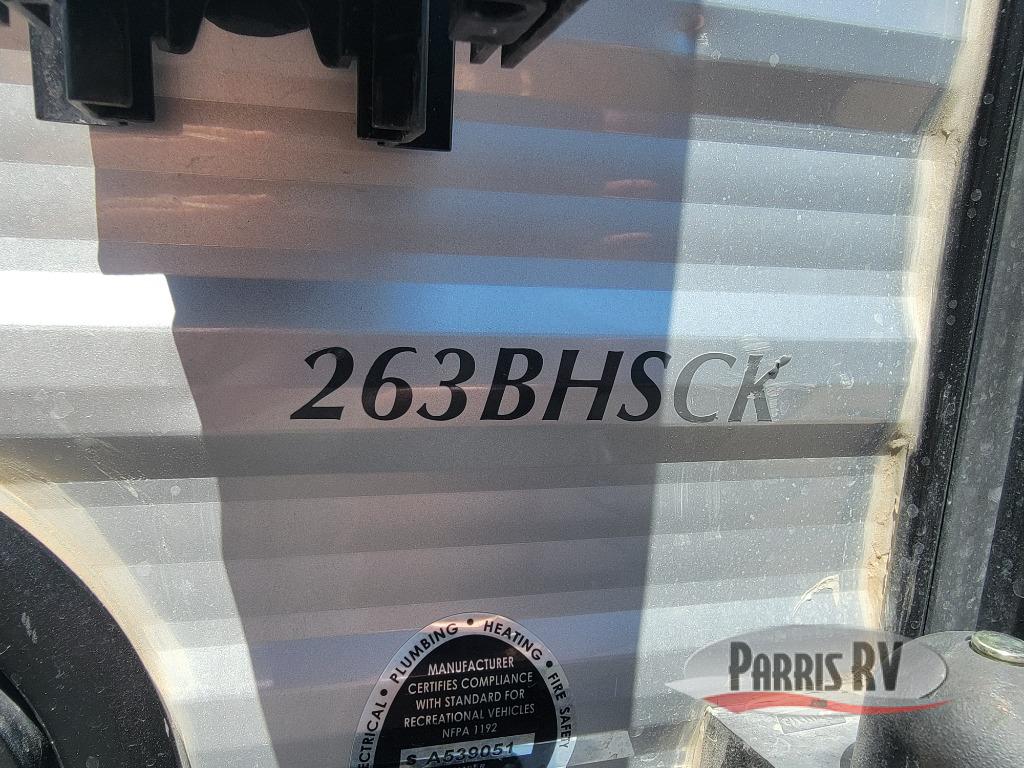 263BHSCK
ELECTRICAL • PLUMBING • HEATING • FIRE SAFETY
MANUFACTURER
CERTIFIES COMPLIANCE
WITH STANDARD FOR
RECREATIONAL VEHICLES
NFPA 1192
S A539051
PARRIS RV